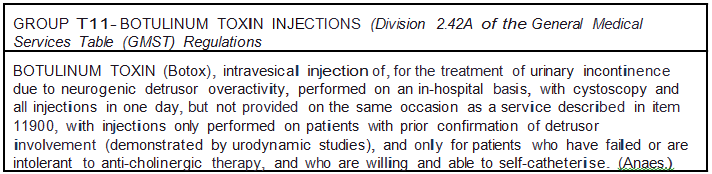 GROUP T11- BOTULINUM TOXIN INJECTIONS (Division 2.42A of the General Medical
Services Table (GMST) Regulations
BOTULINUM TOXIN (Botox), intravesical injection of, for the treatment of urinary incontinence
due to neurogenic detrusor overactivity, performed on an in-hospital basis, with cystoscopy and
all injections in one day, but not provided on the same occasion as a service described in item
11900, with injections only performed on patients with prior confirmation of detrusor
involvement (demonstrated by urodynamic studies), and only for patients who have failed or are
intolerant to anti-cholinergic therapy, and who are willing and able to self-catheterise. (Anaes.)